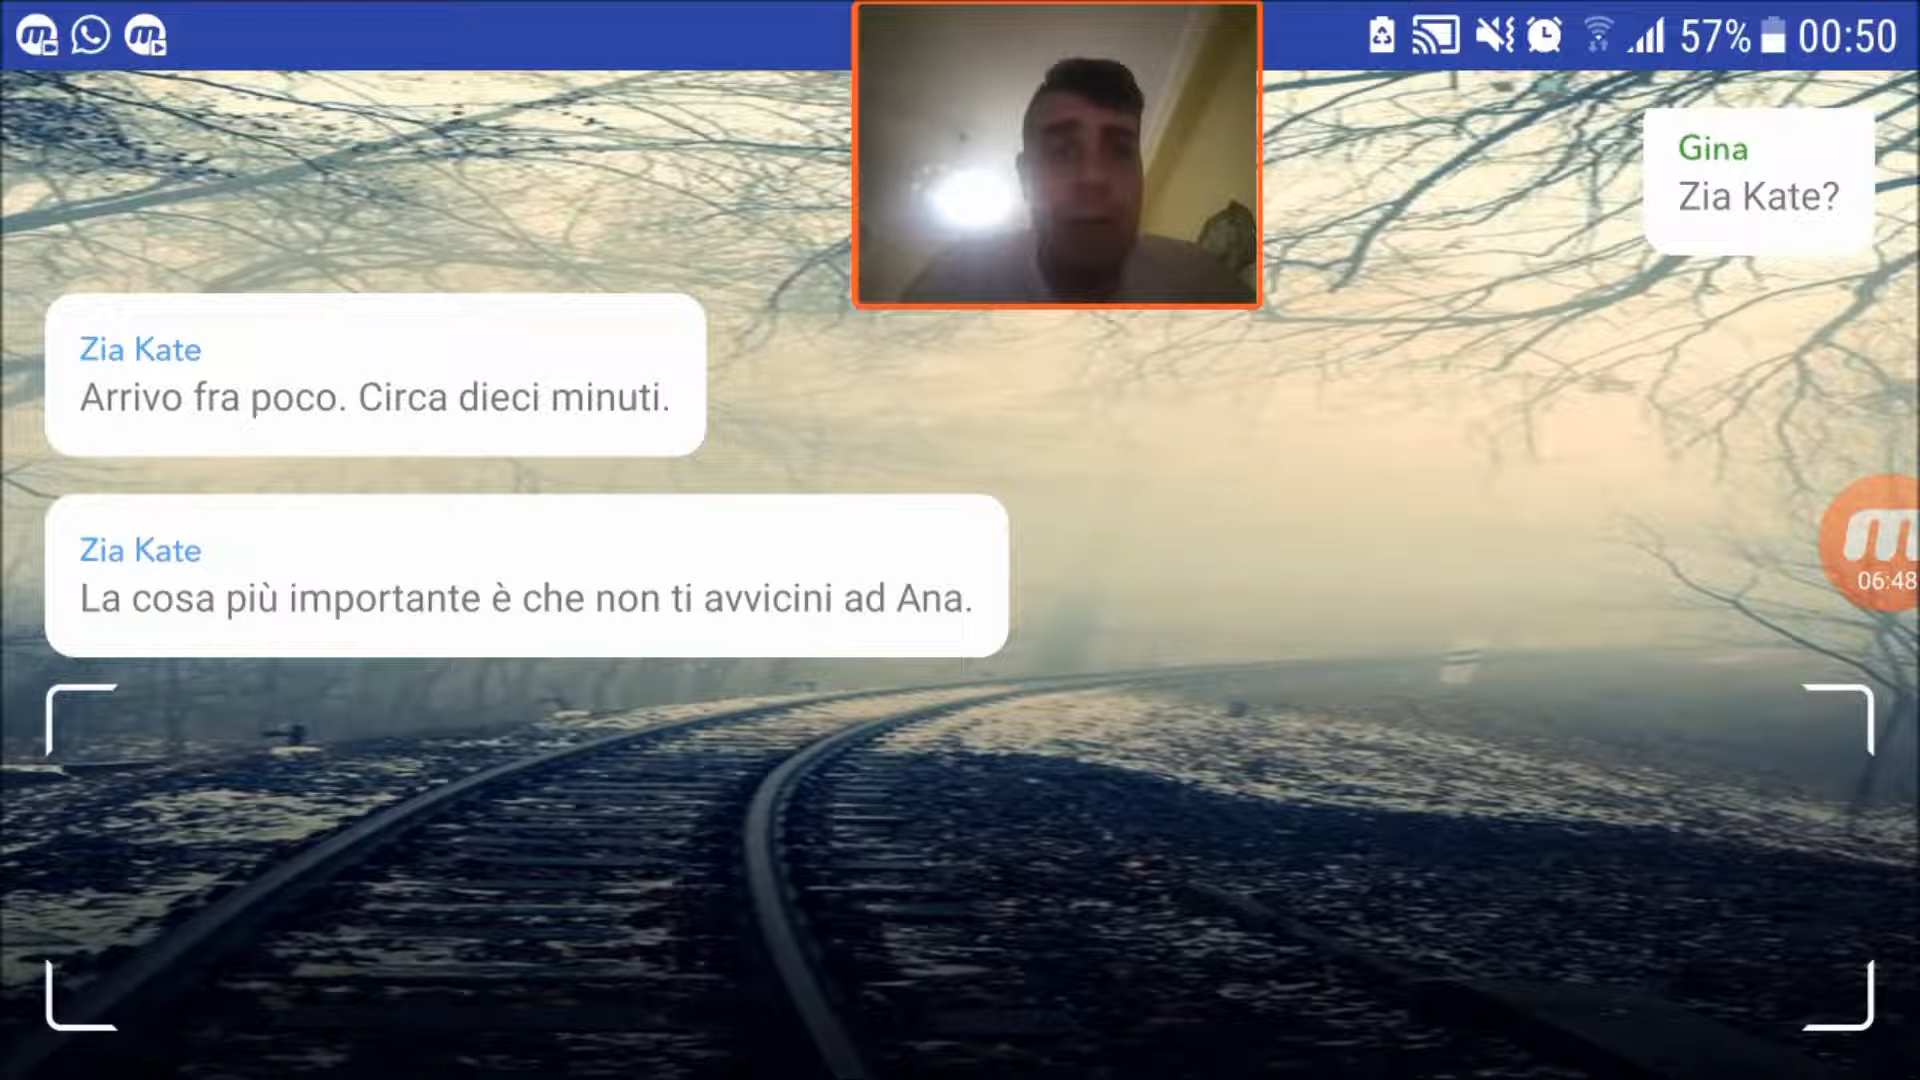 57% 00:50
Gina
Zia Kate?
Zia Kate
Arrivo fra poco. Circa dieci minuti.
Zia Kate
La cosa più importante è che non ti avvicini ad Ana.
06:48